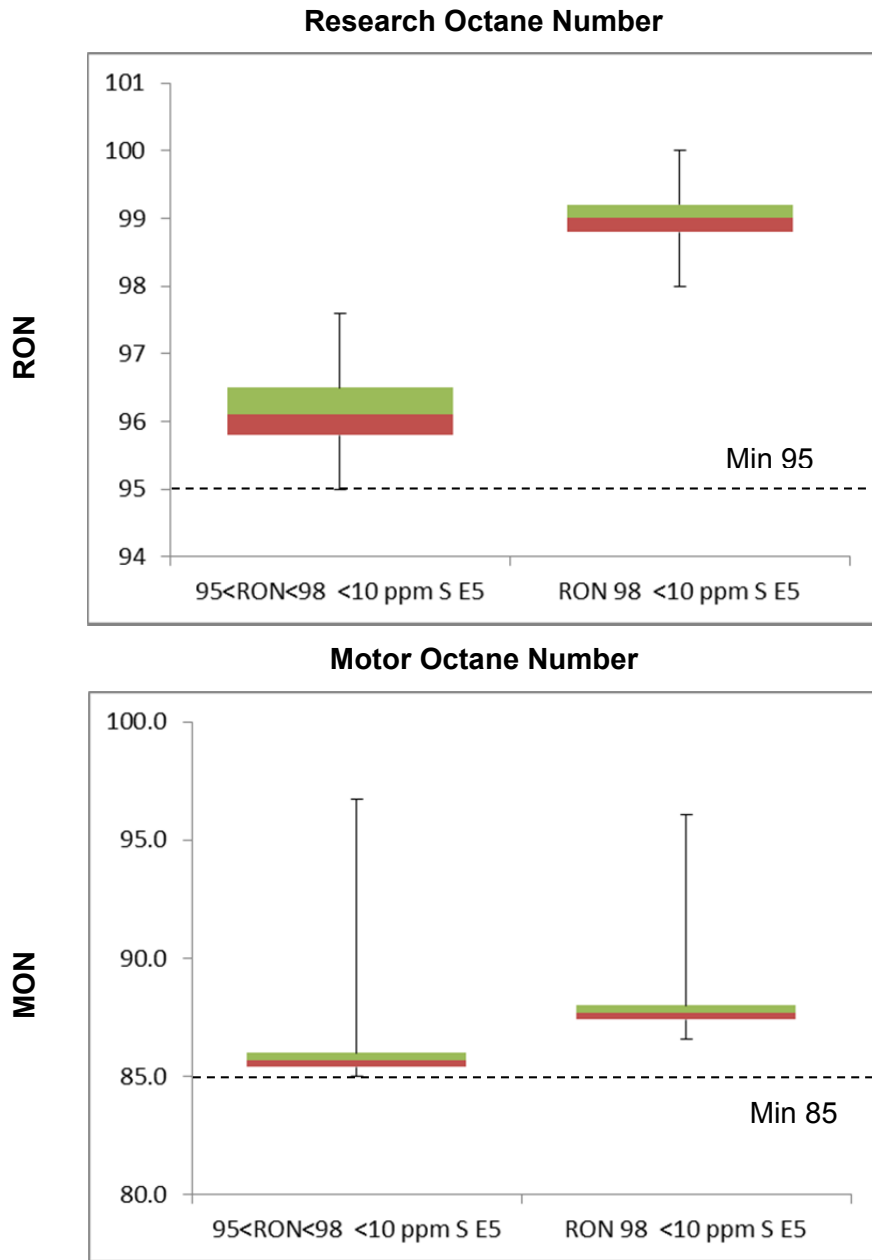 Research Octane Number
101
100
99
98
97
96
95
94
RON
Min 95
95<RON<98 <10 ppm S E5
RON 98 <10 ppm S E5
Motor Octane Number
100.0
95.0
90.0
85.0
80.0
MON
Min 85
95<RON<98 <10 ppm S E5
RON 98 <10 ppm S E5